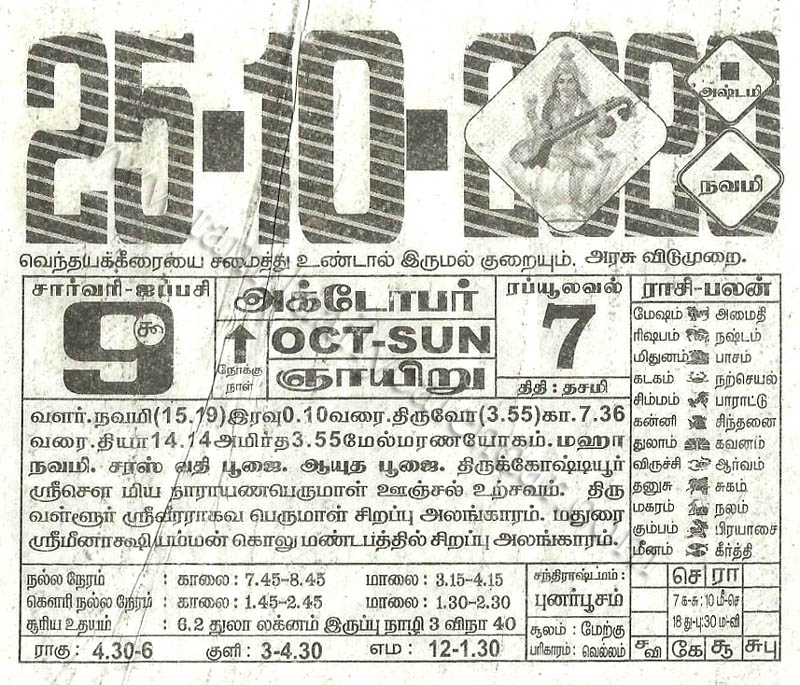 25-10-2020
அஷ்டமி
நவமி
வெந்தயக்கீரையை சமைத்து உண்டால் இருமல் குறையும். அரசு விடுமுறை.
சார்வரி-ஐப்பசி
9
௯
நோக்கு
நாள்
அக்டோபர்
OCT-SUN
ஞாயிறு
ரப்யூலவல்
7
திதி : தசமி
வளர்.நவமி(15.19)இரவு0.10வரை.திருவோ(3.55)கா.7.36
வரை.தியா14.14அமிர்த3.55மேல்மரணயோகம். மஹா
நவமி. சரஸ் வதி பூஜை. ஆயுத பூஜை. திருக்கோஷ்டியூர்
ஸ்ரீசௌ மிய நாராயணபெருமாள் ஊஞ்சல் உற்சவம். திரு
வள்ளூர் ஸ்ரீவீரராகவ பெருமாள் சிறப்பு அலங்காரம். மதுரை
ஸ்ரீமீனாக்ஷியம்மன் கொலு மண்டபத்தில் சிறப்பு அலங்காரம்.
ராசி-பலன்
மேஷம் அமைதி
ரிஷபம் நஷ்டம்
மிதுனம் பாசம்
கடகம் நற்செயல்
சிம்மம் பாராட்டு
கன்னி சிந்தனை
துலாம் கவனம்
விருச்சி ஆர்வம்
தனுசு சுகம்
மகரம் நலம்
கும்பம் பிரயாசை
மீனம் கீர்த்தி
நல்ல நேரம் : காலை: 7.45-8.45 மாலை: 3.15-4.15
கௌரி நல்ல நேரம் : காலை: 1.45-2.45 மாலை: 1.30-2.30
சூரிய உதயம் : 6.2 துலா லக்னம் இருப்பு நாழி 3 விநா 40
ராகு: 4.30-6 குளி: 3-4.30 எம: 12-1.30
சந்திராஷ்டமம் :
புனர்பூசம்
சூலம் : மேற்கு
பரிகாரம் : வெல்லம்
செ ரா
7 க-சு: 10 மீ-செ
18 து-பு:30 ம-வி
சு வி கே சூ சுபு